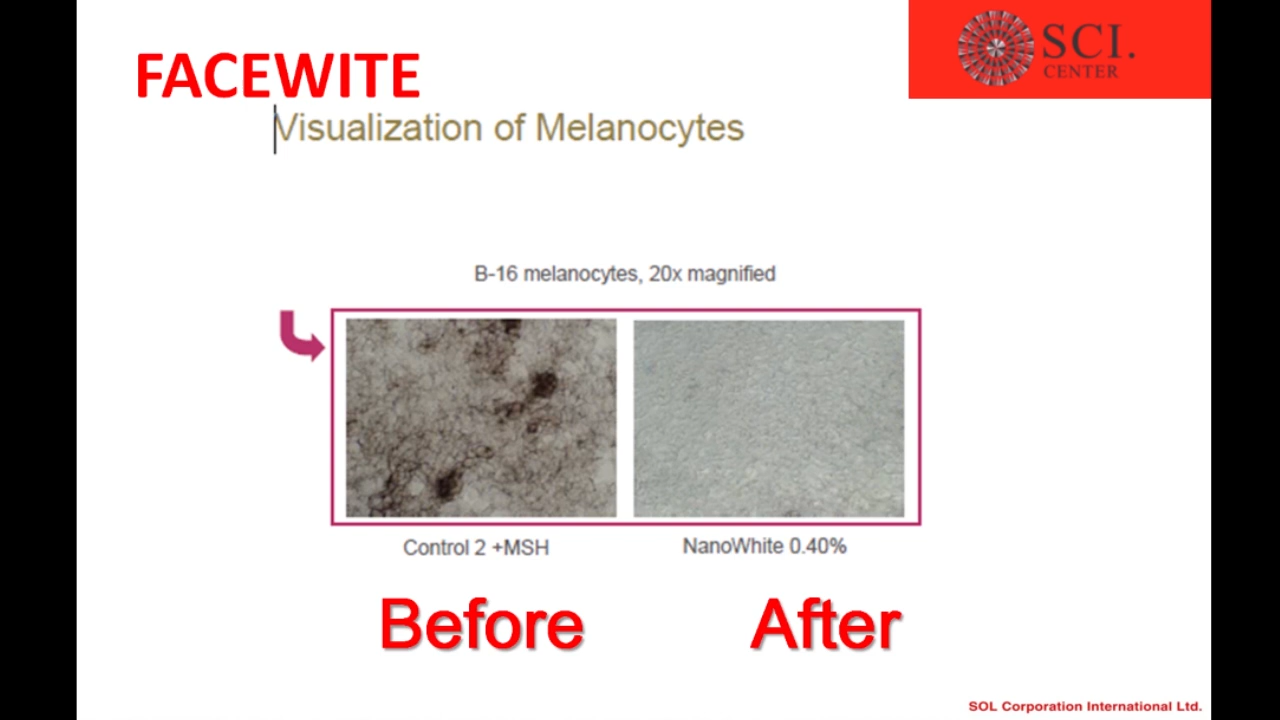 FACEWITE
SCI.
CENTER
Visualization of Melanocytes
B-16 melanocytes, 20x magnified
Control 2 +MSH
NanoWhite 0.40%
Before
After
SOL Corporation International Ltd.